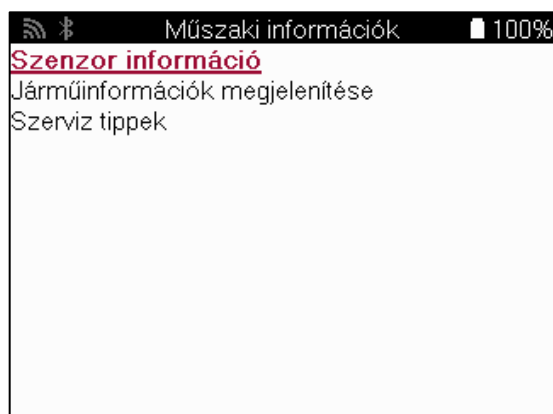 Műszaki információk 100%
Szenzor információ
Járműinformációk megjelenítése
Szerviz tippek